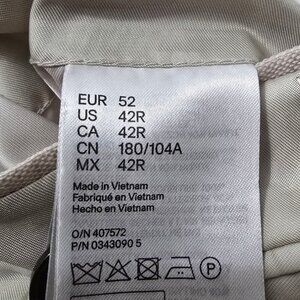 EUR 52
US 42R
CA 42R
CN 180/104A
MX 42R
Made in Vietnam
Fabriqué en Vietnam
Hecho en Vietnam
O/N 407572
P/N 0343090 5
P